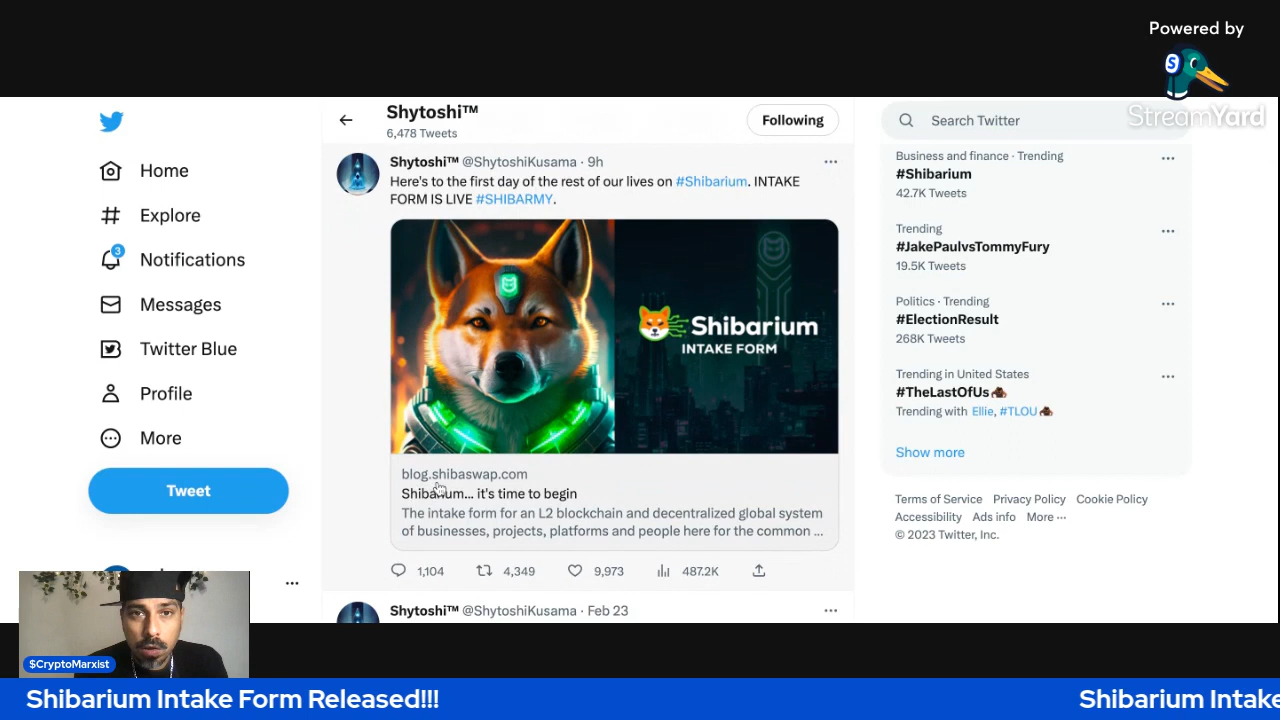 Powered by
StreamYard
Shytoshi™
6,478 Tweets
Following
Search Twitter
Home
Explore
3
Notifications
Messages
Twitter Blue
Profile
More
Tweet
Shytoshi™ @ShytoshiKusama · 9h
Here's to the first day of the rest of our lives on #Shibarium. INTAKE
FORM IS LIVE #SHIBARMY.
Shibarium
INTAKE FORM
blog.shibaswap.com
Shibarium... it's time to begin
The intake form for an L2 blockchain and decentralized global system
of businesses, projects, platforms and people here for the common ...
1,104
4,349
9,973
487.2K
Shytoshi™ @ShytoshiKusama · Feb 23
Business and finance · Trending
#Shibarium
42.7K Tweets
Trending
#JakePaulvsTommyFury
19.5K Tweets
Politics · Trending
#ElectionResult
268K Tweets
Trending in United States
#TheLastOfUs
Trending with Ellie, #TLOU
Show more
Terms of Service Privacy Policy Cookie Policy
Accessibility Ads info More ···
© 2023 Twitter, Inc.
$CryptoMarxist
Shibarium Intake Form Released!!!
Shibarium Intake